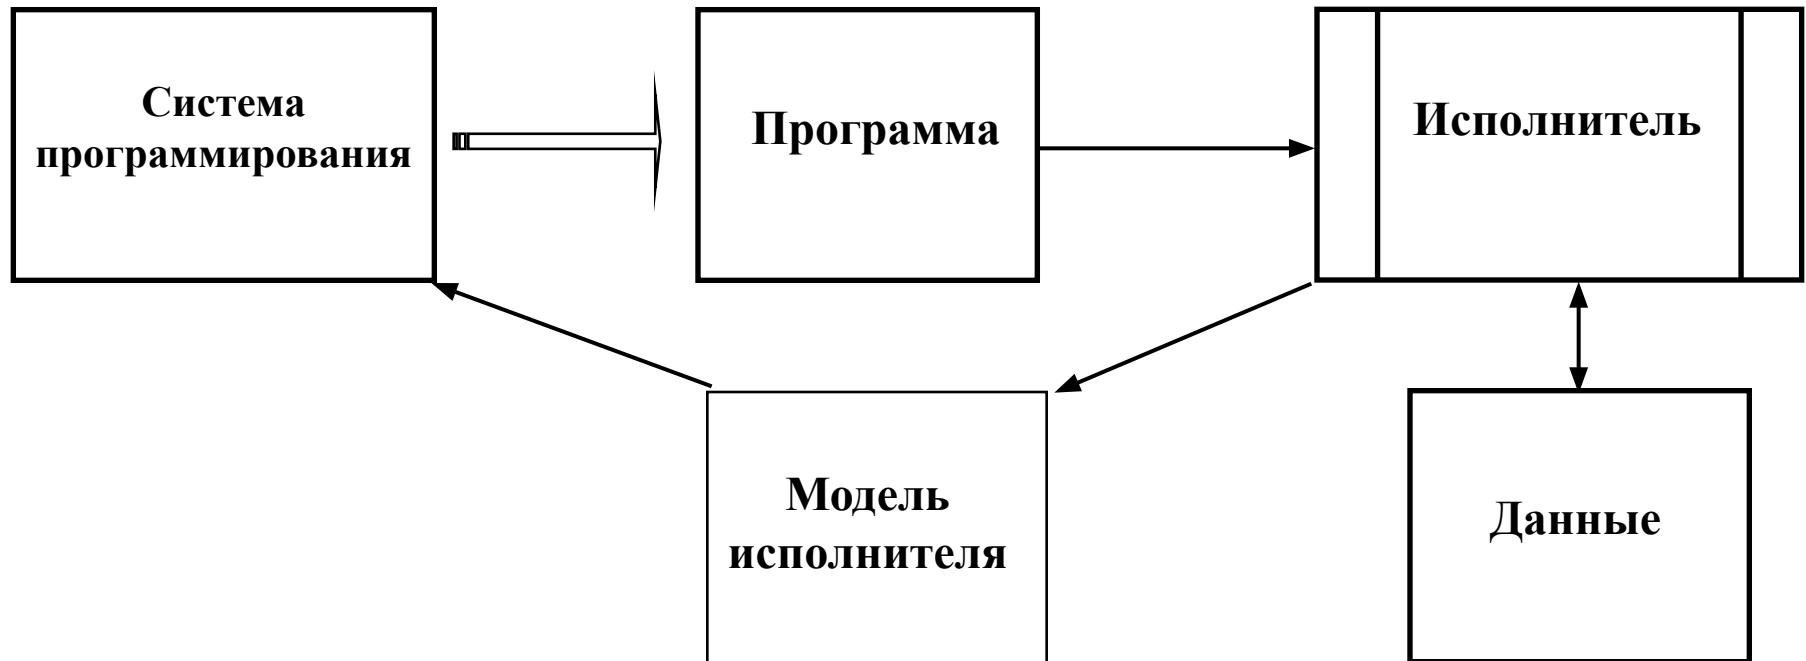 Система
программирования
Программа
Исполнитель
Модель
исполнителя
Данные